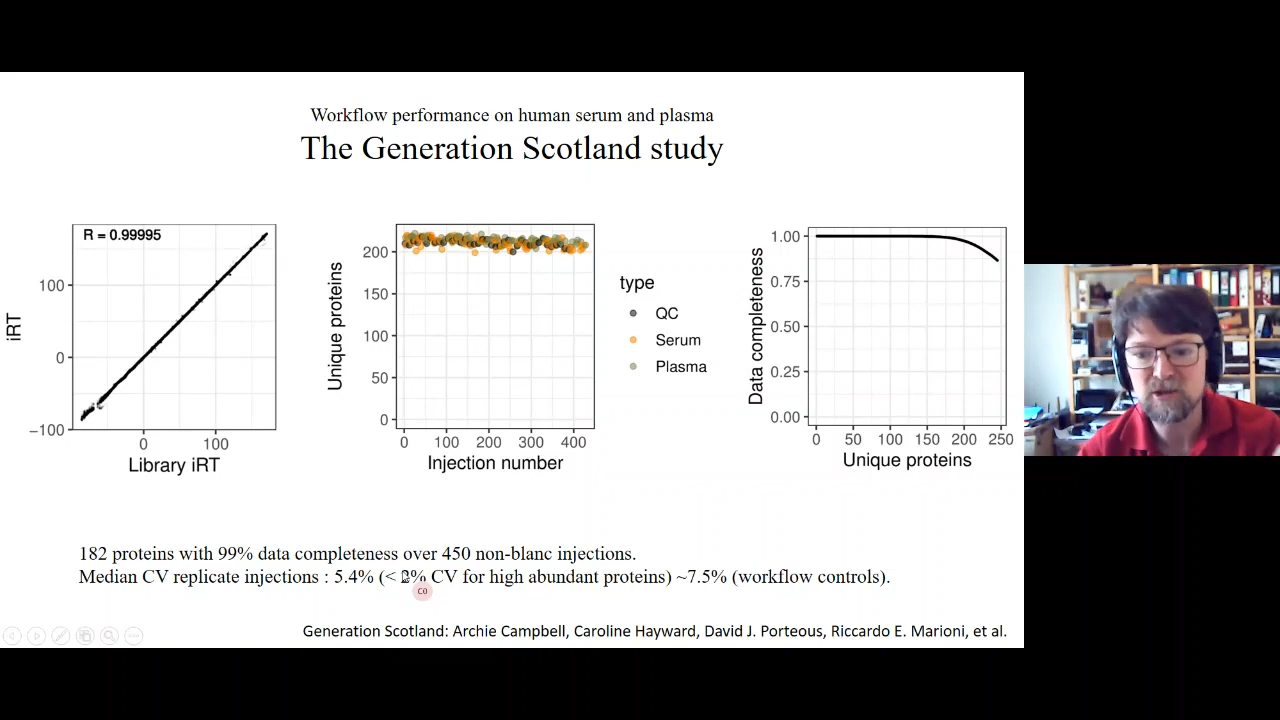 Workflow performance on human serum and plasma
The Generation Scotland study
R = 0.99995
iRT
100
0
−100
0
100
Library iRT
Unique proteins
200
150
100
50
0
0
100
200
300
400
Injection number
type
QC
Serum
Plasma
Data completeness
1.00
0.75
0.50
0.25
0.00
0
50
100
150
200
250
Unique proteins
182 proteins with 99% data completeness over 450 non-blanc injections.
Median CV replicate injections : 5.4% (< 2% CV for high abundant proteins) ~7.5% (workflow controls).
CO
Generation Scotland: Archie Campbell, Caroline Hayward, David J. Porteous, Riccardo E. Marioni, et al.